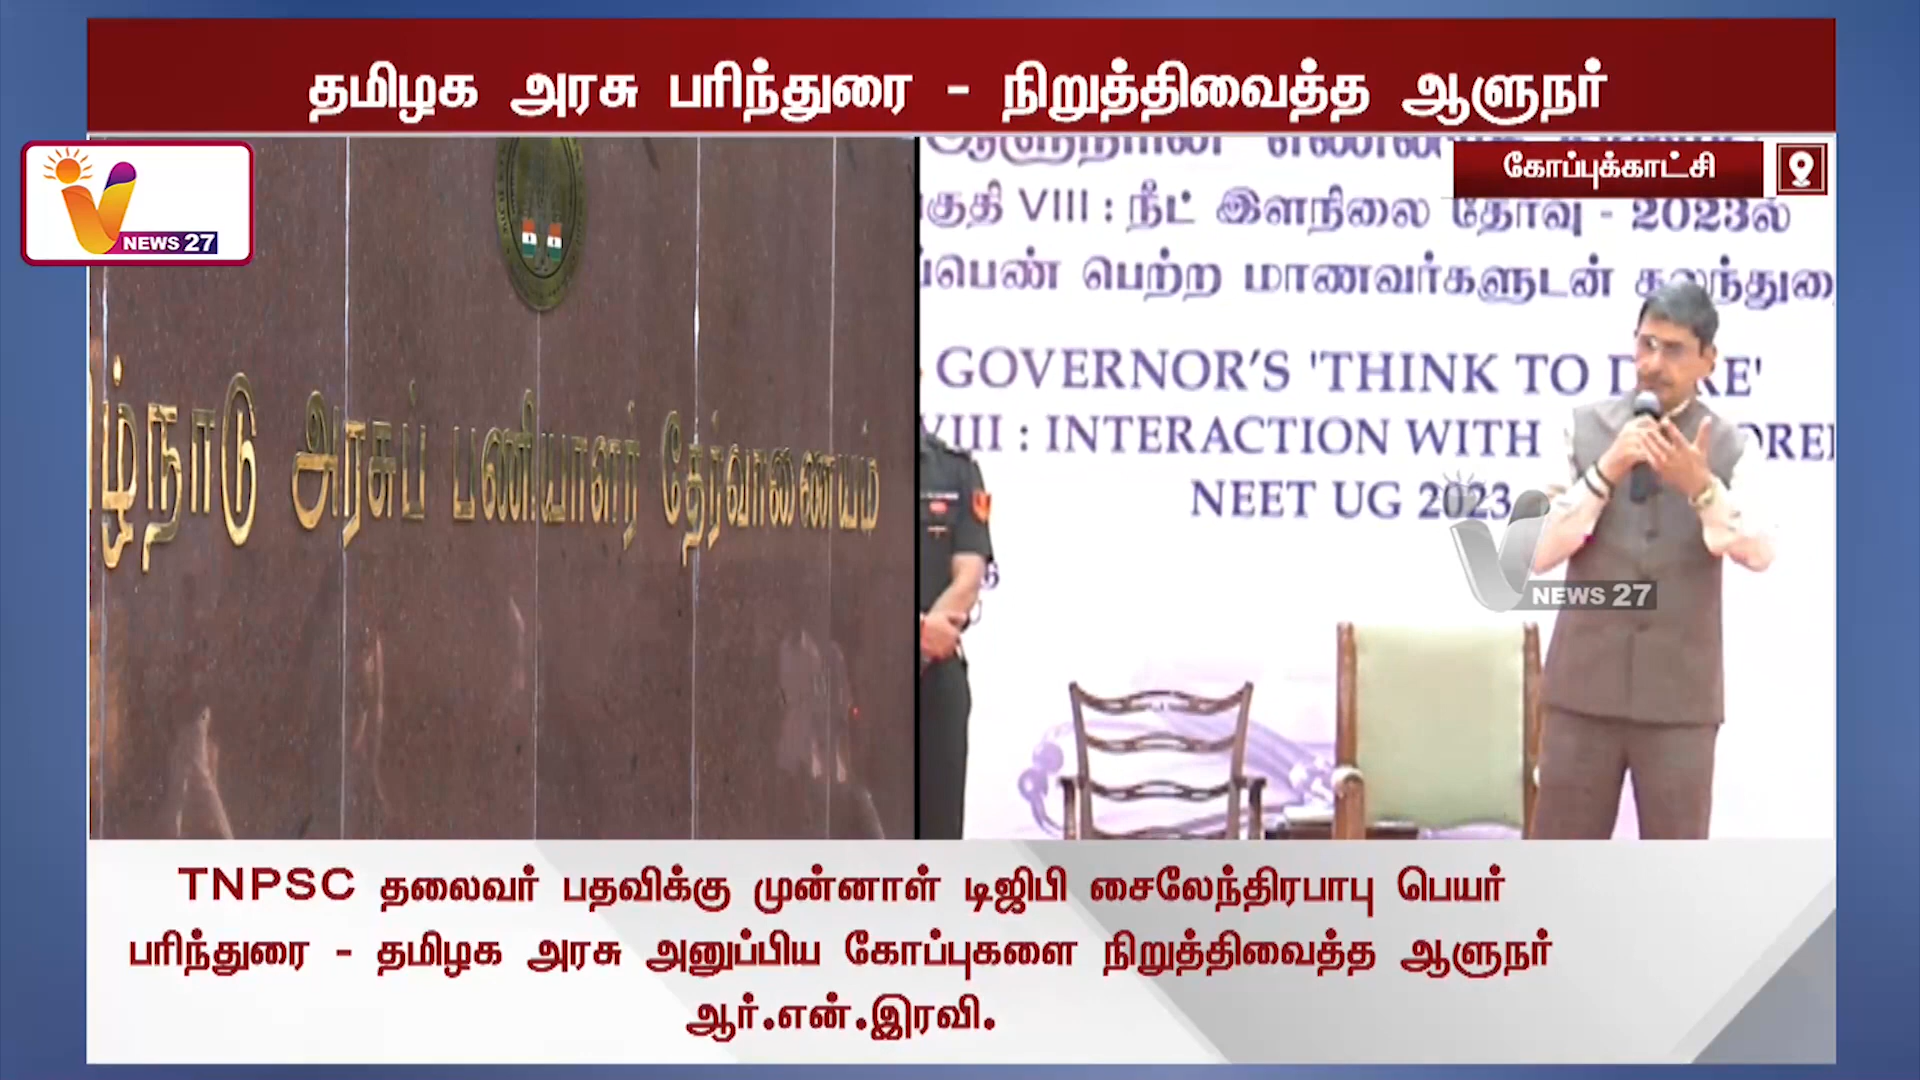 தமிழக அரசு பரிந்துரை - நிறுத்திவைத்த ஆளுநர்
NEWS 27
கோப்புக்காட்சி
VIII : நீட் இளநிலை தேர்வு - 2023ல்
பெற்ற மாணவர்களுடன்
GOVERNOR'S 'THINK TO
VIII : INTERACTION WITH
NEET UG 2023
NEWS 27
அரசுப் பணியாளர் தேர்வாணையம்
TNPSC தலைவர் பதவிக்கு முன்னாள் டிஜிபி சைலேந்திரபாபு பெயர்
பரிந்துரை - தமிழக அரசு அனுப்பிய கோப்புகளை நிறுத்திவைத்த ஆளுநர்
ஆர்.என்.இரவி.